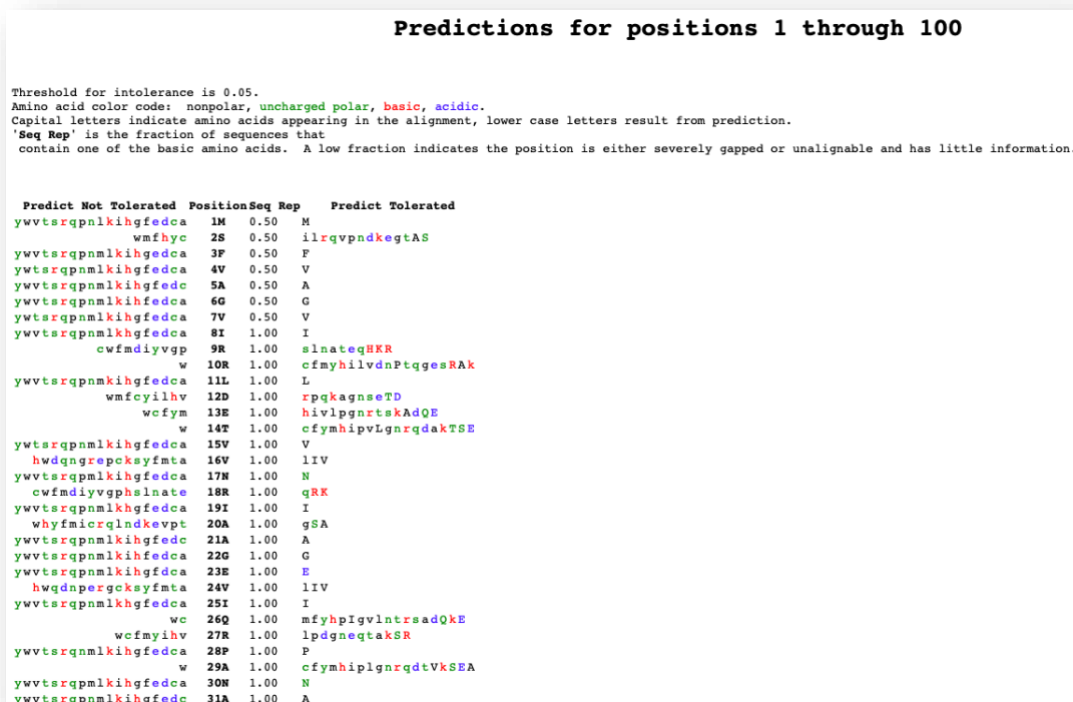 Predictions for positions 1 through 100
Threshold for intolerance is 0.05.
Amino acid color code:  nonpolar, uncharged polar, basic, acidic.
Capital letters indicate amino acids appearing in the alignment, lower case letters result from prediction.
'Seq Rep' is the fraction of sequences that
contain one of the basic amino acids.  A low fraction indicates the position is either severely gapped or unalignable and has little information.
Predict Not Tolerated  Position Seq Rep    Predict Tolerated
ywvtsrqpnlkihgfedca 1M 0.50 M
wmfhyc 2S 0.50 ilrqvpndkegtAS
ywvtsrqpnmlkihgedca 3F 0.50 F
ywtsrqpnmlkihgfedca 4V 0.50 V
ywvtsrqpnmlkihgfedc 5A 0.50 A
ywvtsrqpnmlkihfedca 6G 0.50 G
ywtsrqpnmlkihgfedca 7V 0.50 V
ywvtsrqpnmlkhgfedca 8I 1.00 I
cwfmdiyvgp 9R 1.00 slnateqHKR
w 10R 1.00 cfmyhilvdnPtqgesRAk
ywvtsrqpnmkihgfedca 11L 1.00 L
wmfcyilhv 12D 1.00 rpqkagnseTD
wcfym 13E 1.00 hivlpgnrtskAdQE
w 14T 1.00 cfymhipvLgnrqdakTSE
ywtsrqpnmlkihgfedca 15V 1.00 V
hwdqngrepcksyfmta 16V 1.00 lIV
ywvtsrqpmlkihgfedca 17N 1.00 N
cwfmdiyvgphslnate 18R 1.00 qRK
ywvtsrqpnmlkhgfedca 19I 1.00 I
whyfmicrqlndkevpt 20A 1.00 gSA
ywvtsrqpnmlkihgfedc 21A 1.00 A
ywvtsrqpnmlkihfedca 22G 1.00 G
ywvtsrqpnmlkihgfdca 23E 1.00 E
hwqdnpergcksyfmta 24V 1.00 lIV
ywvtsrqpnmlkhgfedca 25I 1.00 I
wc 26Q 1.00 mfyhpIgvlntrsadQkE
wcfmyihv 27R 1.00 lpdgneqtakSR
ywvtsrqnmlkihgfedca 28P 1.00 P
w 29A 1.00 cfymhiplgnrqdtVkSEA
ywvtsrqpmlkihgfedca 30N 1.00 N
ywvtsrqpnmlkihgfedc 31A 1.00 A